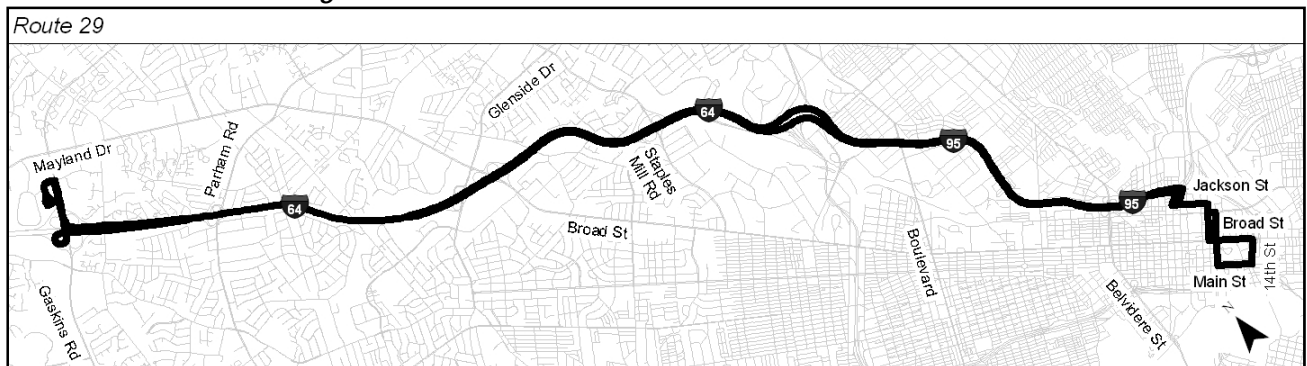 Route 29
Mayland Dr
Parham Rd
Glenside Dr
64
64
Staples
Mill Rd
95
95
Jackson St
Broad St
Broad St
Boulevard
14th St
Main St
Belvidere St
Gaskins Rd
N